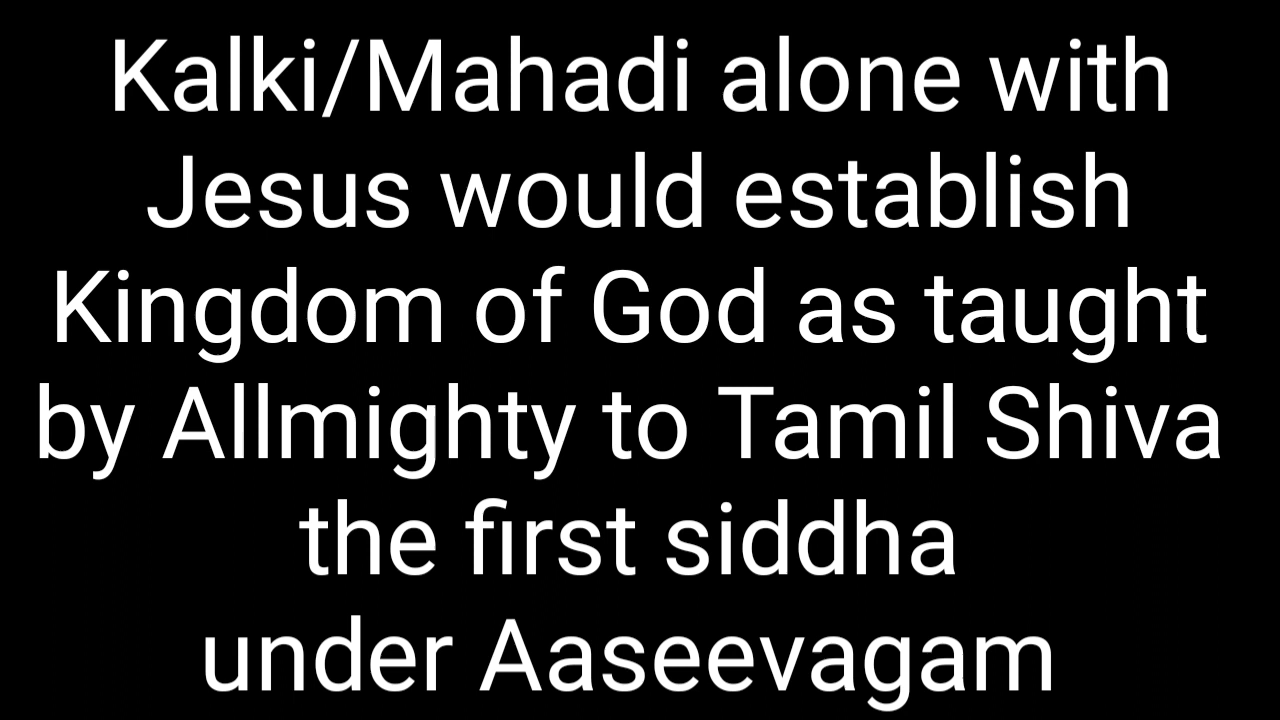 Kalki/Mahadi alone with
Jesus would establish
Kingdom of God as taught
by Allmighty to Tamil Shiva
the first siddha
under Aaseevagam